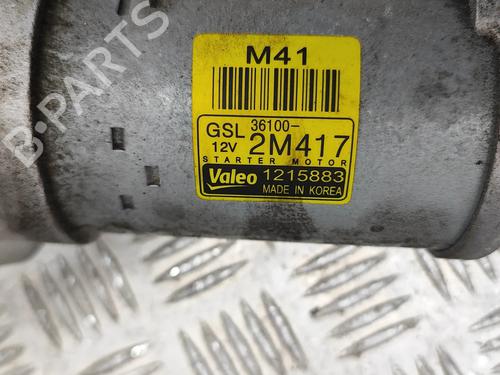 M41
GSL 36100-
12V 2M417
STARTER MOTOR
Valeo 1215883
MADE IN KOREA
B-PARTS